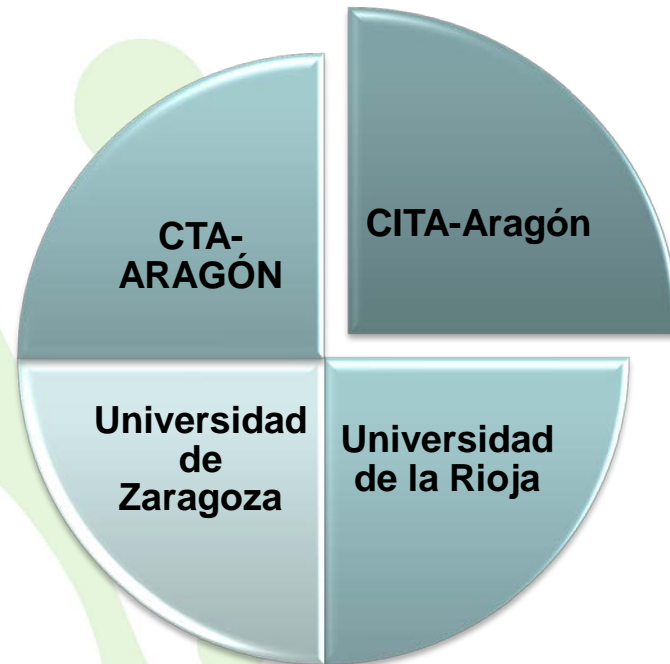 CTA-
ARAGÓN
CITA-Aragón
Universidad
de
Zaragoza
Universidad
de la Rioja